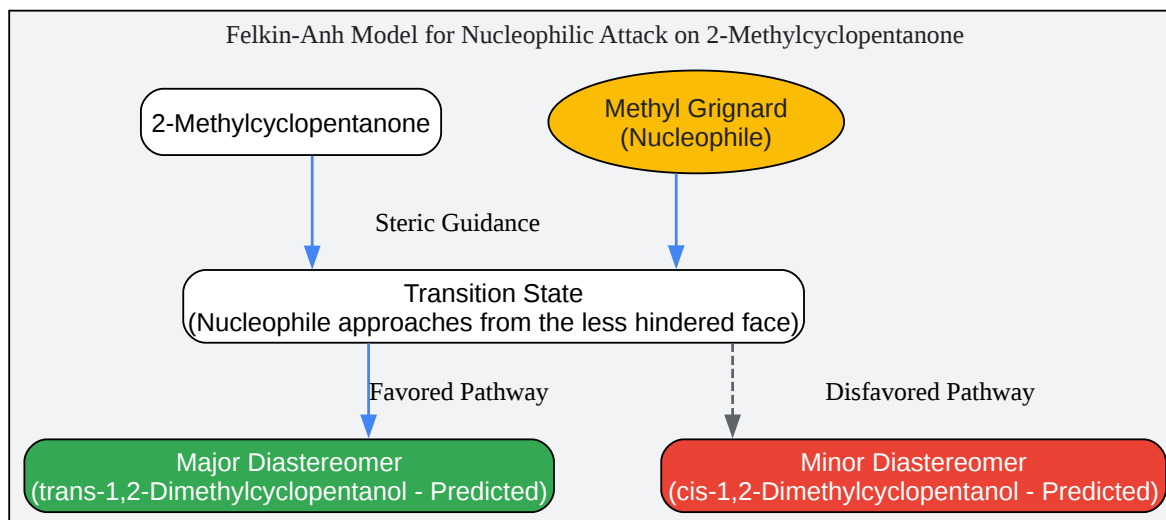 Felkin-Anh Model for Nucleophilic Attack on 2-Methylcyclopentanone
2-Methylcyclopentanone
Methyl Grignard
(Nucleophile)
Steric Guidance
Transition State
(Nucleophile approaches from the less hindered face)
Favored Pathway
Disfavored Pathway
Major Diastereomer
(trans-1,2-Dimethylcyclopentanol - Predicted)
Minor Diastereomer
(cis-1,2-Dimethylcyclopentanol - Predicted)